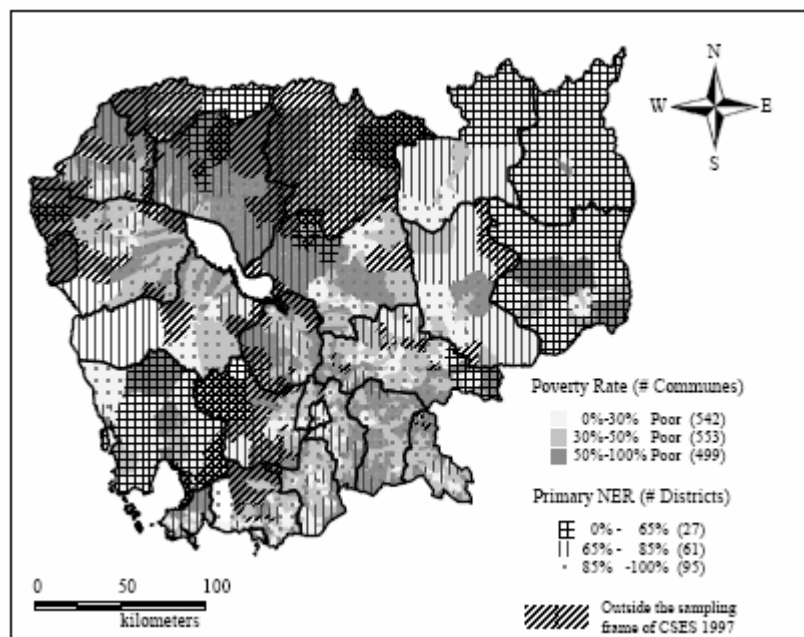 N
W E
S
Poverty Rate (# Communes)
0%-30% Poor (542)
30%-50% Poor (553)
50%-100% Poor (499)
Primary NER (# Districts)
0% - 65% (27)
65% - 85% (61)
85% -100% (95)
0 50 100
kilometers
Outside the sampling
frame of CSES 1997